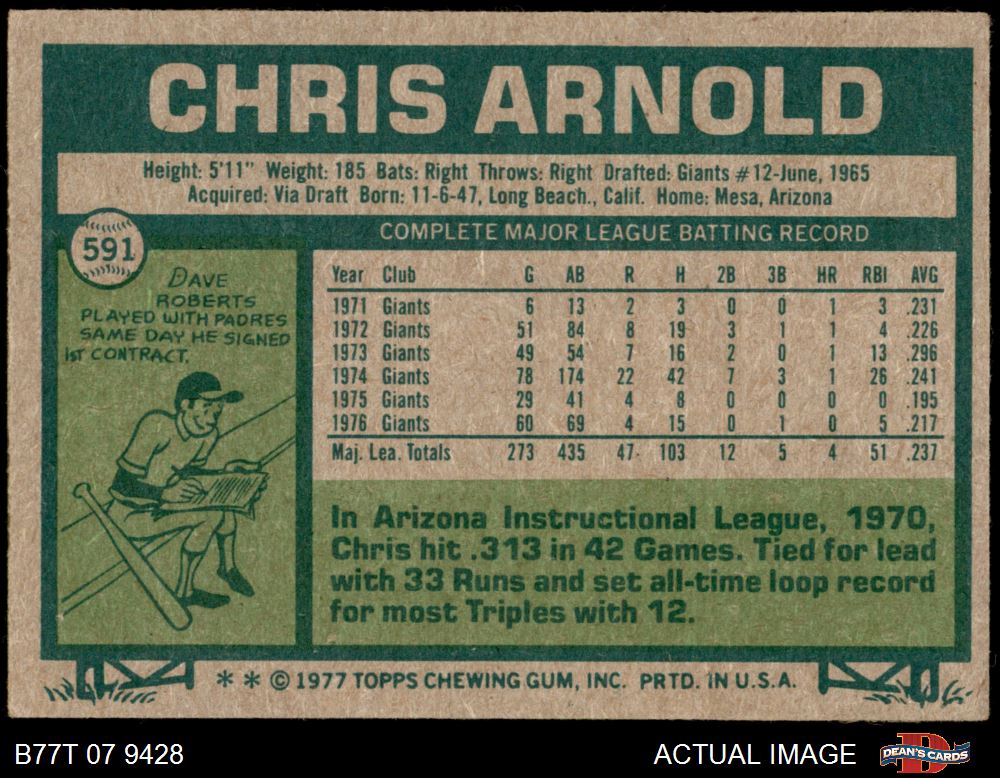 CHRIS ARNOLD
Height: 5'11" Weight: 185 Bats: Right Throws: Right Drafted: Giants #12-June, 1965
Acquired: Via Draft Born: 11-6-47, Long Beach., Calif. Home: Mesa, Arizona
591
DAVE
ROBERTS
PLAYED WITH PADRES
SAME DAY HE SIGNED
1ST CONTRACT.
COMPLETE MAJOR LEAGUE BATTING RECORD
Year Club G AB R H 2B 3B HR RBI AVG
1971 Giants 6 13 2 3 0 0 1 3 .231
1972 Giants 51 84 8 19 3 1 1 4 .226
1973 Giants 49 54 7 16 2 0 1 13 .296
1974 Giants 78 174 22 42 7 3 1 26 .241
1975 Giants 29 41 4 8 0 0 0 0 .195
1976 Giants 60 69 4 15 0 1 0 5 .217
Maj. Lea. Totals 273 435 47 103 12 5 4 51 .237
In Arizona Instructional League, 1970,
Chris hit .313 in 42 Games. Tied for lead
with 33 Runs and set all-time loop record
for most Triples with 12.
* * © 1977 TOPPS CHEWING GUM, INC. PRTD. IN U.S.A.
B77T 07 9428
ACTUAL IMAGE
D
DEAN'S CARDS